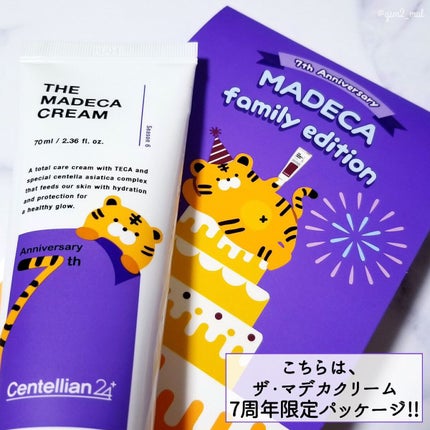 @gim2_mal
THE
MADECA
CREAM
70ml / 2.36 fl. oz.
Season 6
A total care cream with TECA and
special centella asiatica complex
that feeds our skin with hydration
and protection for
a healthy glow.
Anniversary
7th
Centellian24+
7th Anniversary
MADECA
family edition
こちらは、
ザ・マデカクリーム
7周年限定パッケージ!!